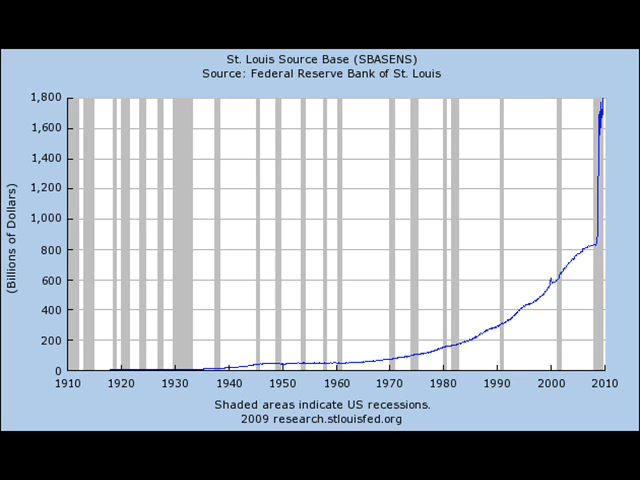 St. Louis Source Base (SBASENS)
Source: Federal Reserve Bank of St. Louis
(Billions of Dollars)
1,800
1,600
1,400
1,200
1,000
800
600
400
200
0
1910 1920 1930 1940 1950 1960 1970 1980 1990 2000 2010
Shaded areas indicate US recessions.
2009 research.stlouisfed.org